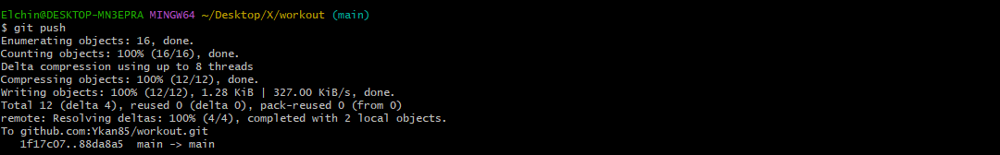 Elchin@DESKTOP-MN3EPRA MINGW64 ~/Desktop/X/workout (main)
$ git push
Enumerating objects: 16, done.
Counting objects: 100% (16/16), done.
Delta compression using up to 8 threads
Compressing objects: 100% (12/12), done.
Writing objects: 100% (12/12), 1.28 KiB | 327.00 KiB/s, done.
Total 12 (delta 4), reused 0 (delta 0), pack-reused 0 (from 0)
remote: Resolving deltas: 100% (4/4), completed with 2 local objects.
To github.com:Ykan85/workout.git
   1f17c07..88da8a5  main -> main